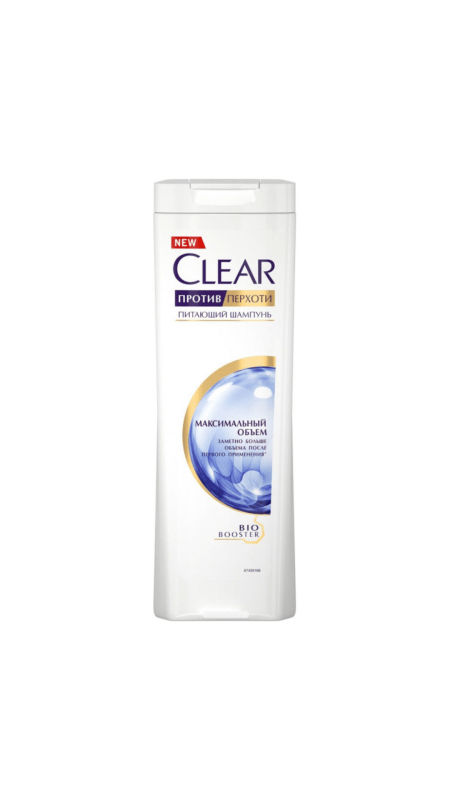 NEW
CLEAR
ПРОТИВ ПЕРХОТИ
ПИТАЮЩИЙ ШАМПУНЬ
МАКСИМАЛЬНЫЙ
ОБЪЕМ
ЗАМЕТНО БОЛЬШЕ
ОБЪЕМА ПОСЛЕ
ПЕРВОГО ПРИМЕНЕНИЯ*
BIO
BOOSTER